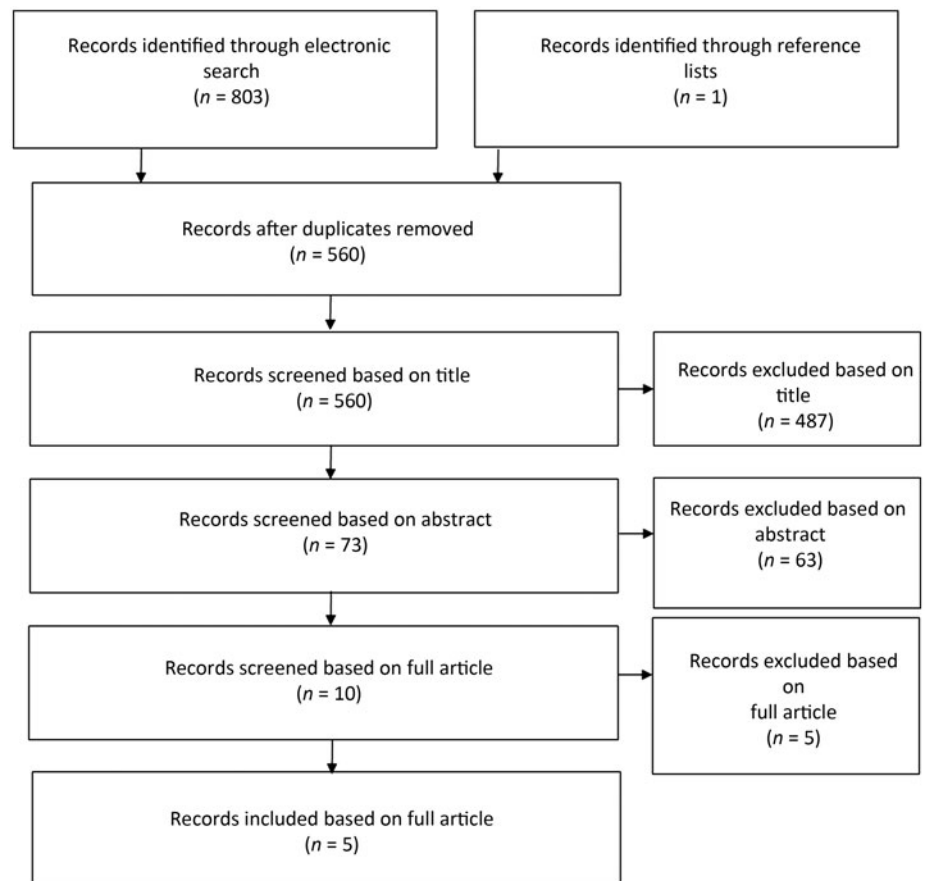 Records identified through electronic
search
(n = 803)
Records identified through reference
lists
(n = 1)
Records after duplicates removed
(n = 560)
Records screened based on title
(n = 560)
Records excluded based on
title
(n = 487)
Records screened based on abstract
(n = 73)
Records excluded based on
abstract
(n = 63)
Records screened based on full article
(n = 10)
Records excluded based
on
full article
(n = 5)
Records included based on full article
(n = 5)